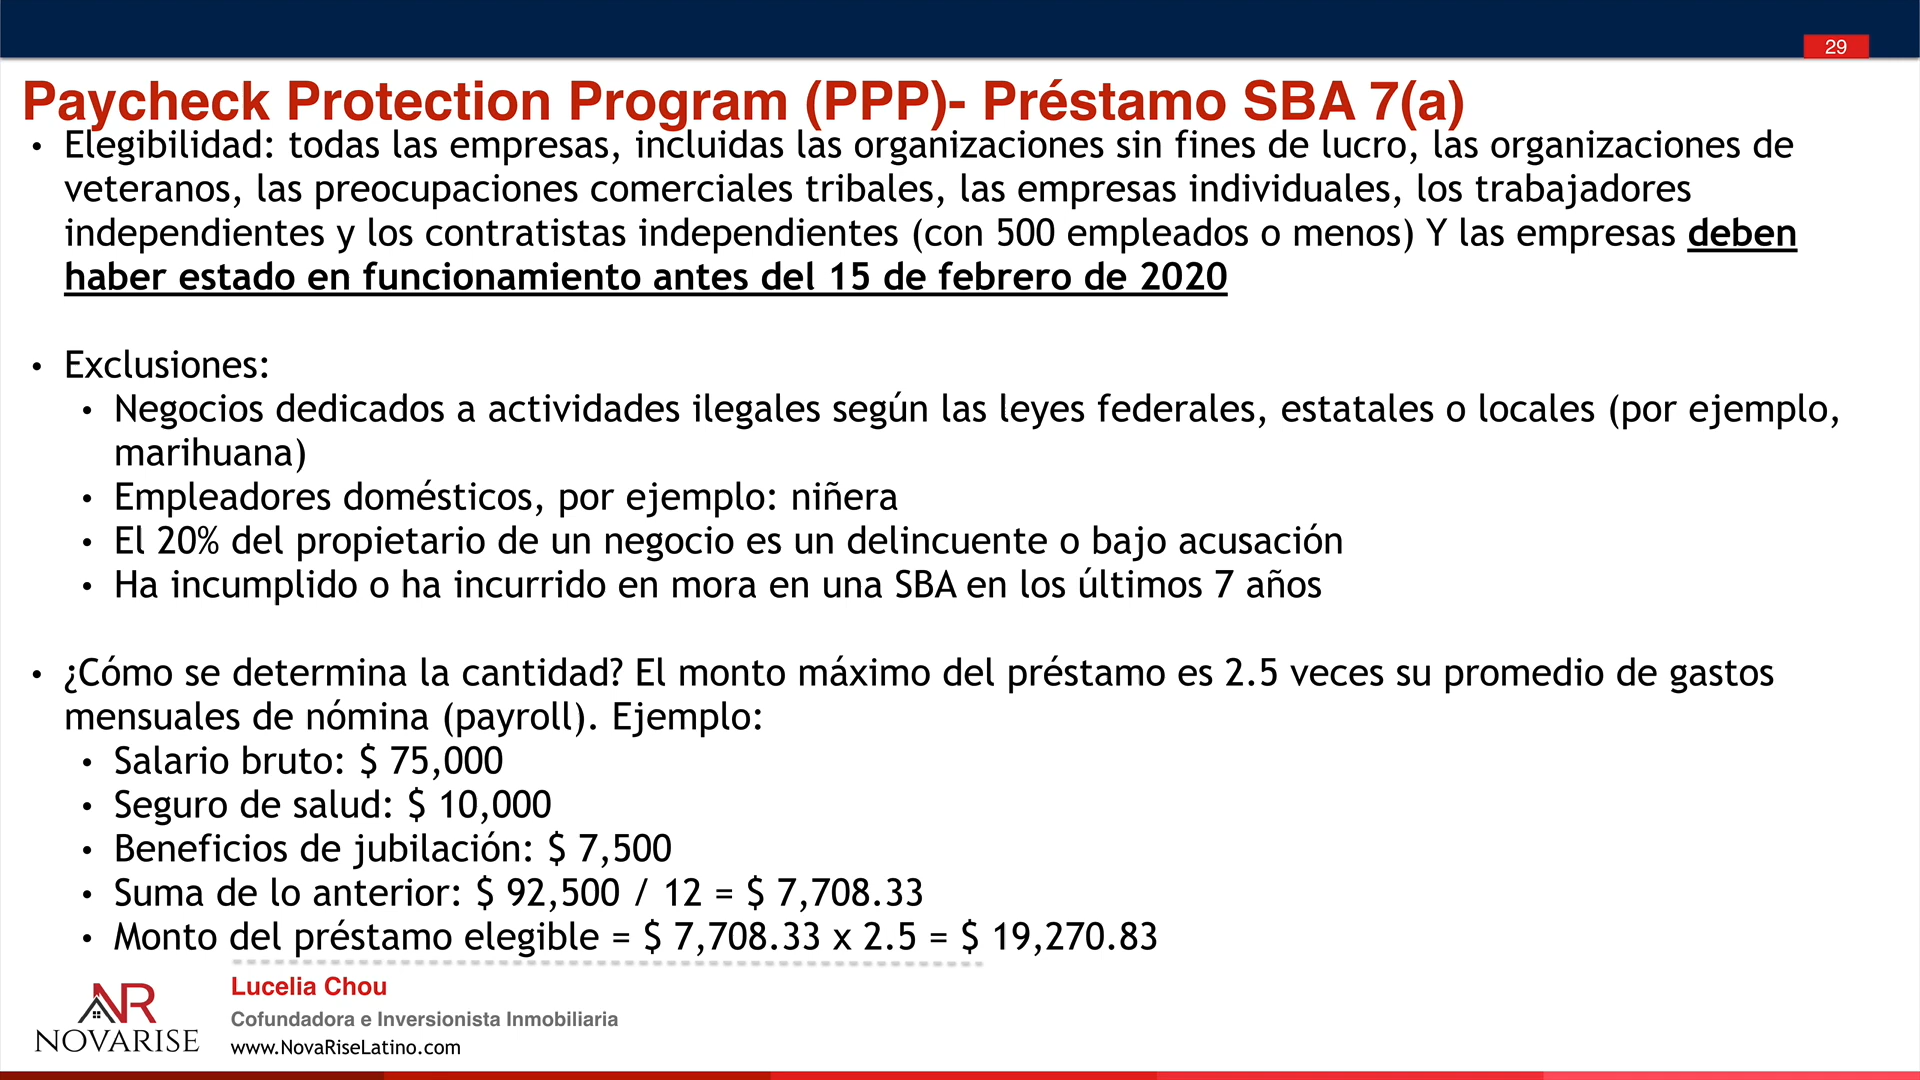 29
Paycheck Protection Program (PPP)- Préstamo SBA 7(a)
• Elegibilidad: todas las empresas, incluidas las organizaciones sin fines de lucro, las organizaciones de
veteranos, las preocupaciones comerciales tribales, las empresas individuales, los trabajadores
independientes y los contratistas independientes (con 500 empleados o menos) Y las empresas deben
haber estado en funcionamiento antes del 15 de febrero de 2020
• Exclusiones:
• Negocios dedicados a actividades ilegales según las leyes federales, estatales o locales (por ejemplo,
marihuana)
• Empleadores domésticos, por ejemplo: niñera
• El 20% del propietario de un negocio es un delincuente o bajo acusación
• Ha incumplido o ha incurrido en mora en una SBA en los últimos 7 años
• ¿Cómo se determina la cantidad? El monto máximo del préstamo es 2.5 veces su promedio de gastos
mensuales de nómina (payroll). Ejemplo:
• Salario bruto: $ 75,000
• Seguro de salud: $ 10,000
• Beneficios de jubilación: $ 7,500
• Suma de lo anterior: $ 92,500 / 12 = $ 7,708.33
• Monto del préstamo elegible = $ 7,708.33 x 2.5 = $ 19,270.83
NR
NOVARISE
Lucelia Chou
Cofundadora e Inversionista Inmobiliaria
www.NovaRiseLatino.com